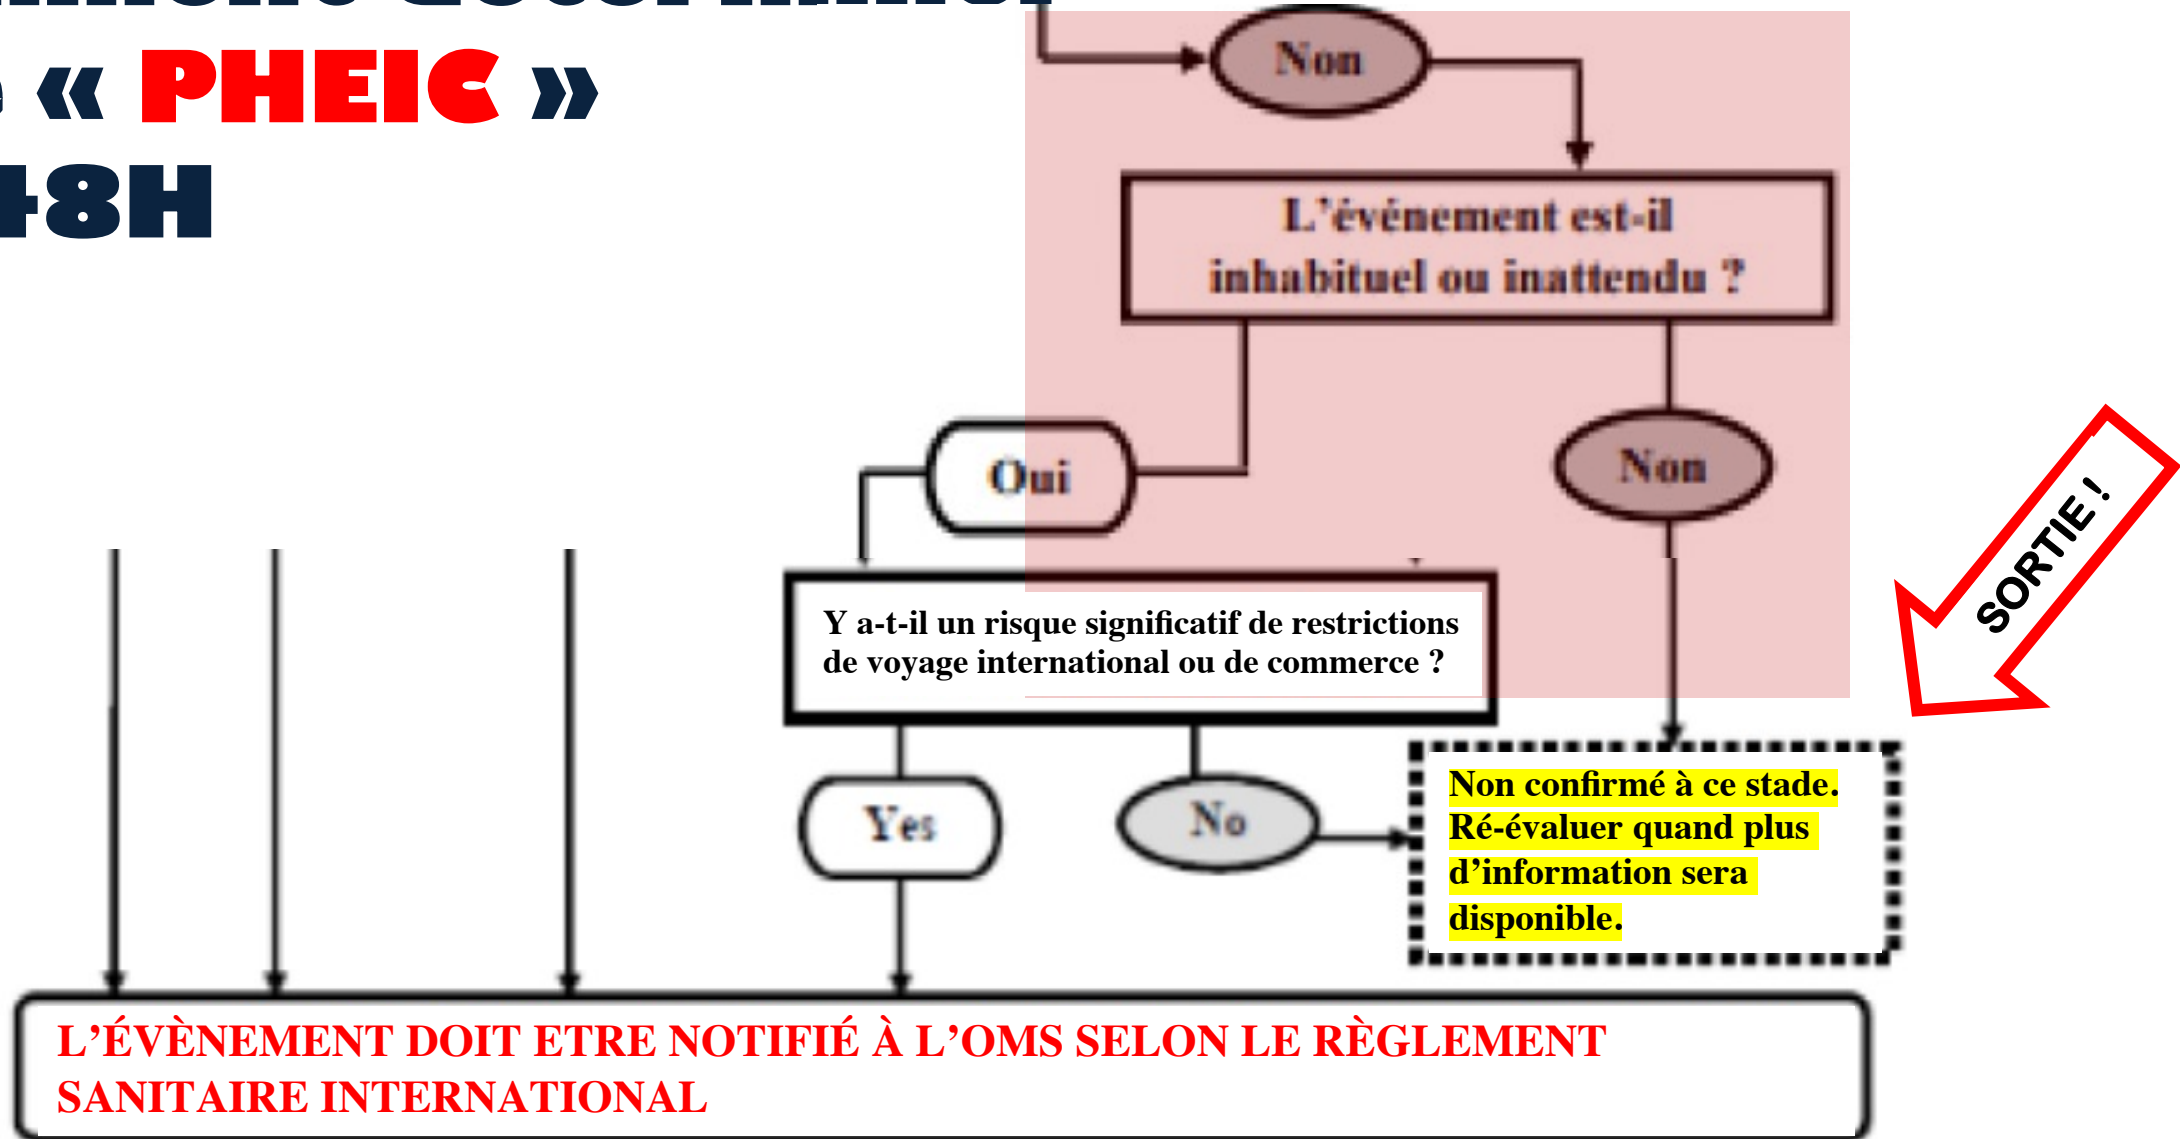 « PHEIC »
48H
Non
L’événement est-il
inhabituel ou inattendu ?
Oui
Non
SORTIE !
Y a-t-il un risque significatif de restrictions
de voyage international ou de commerce ?
Yes
No
Non confirmé à ce stade.
Ré-évaluer quand plus
d’information sera
disponible.
L’ÉVÈNEMENT DOIT ETRE NOTIFIÉ À L’OMS SELON LE RÈGLEMENT
SANITAIRE INTERNATIONAL